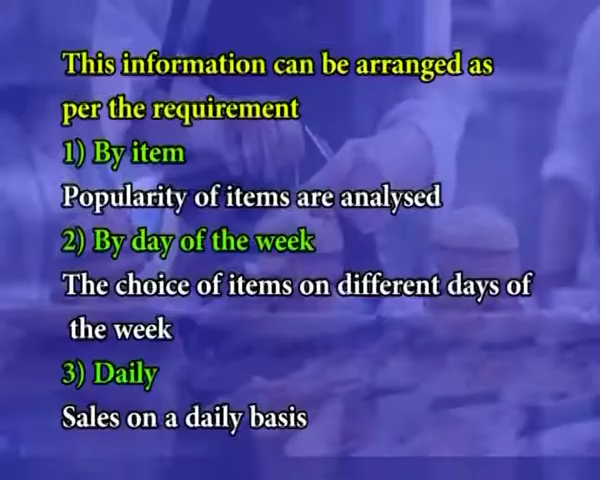 This information can be arranged as
per the requirement
1) By item
Popularity of items are analysed
2) By day of the week
The choice of items on different days of
the week
3) Daily
Sales on a daily basis